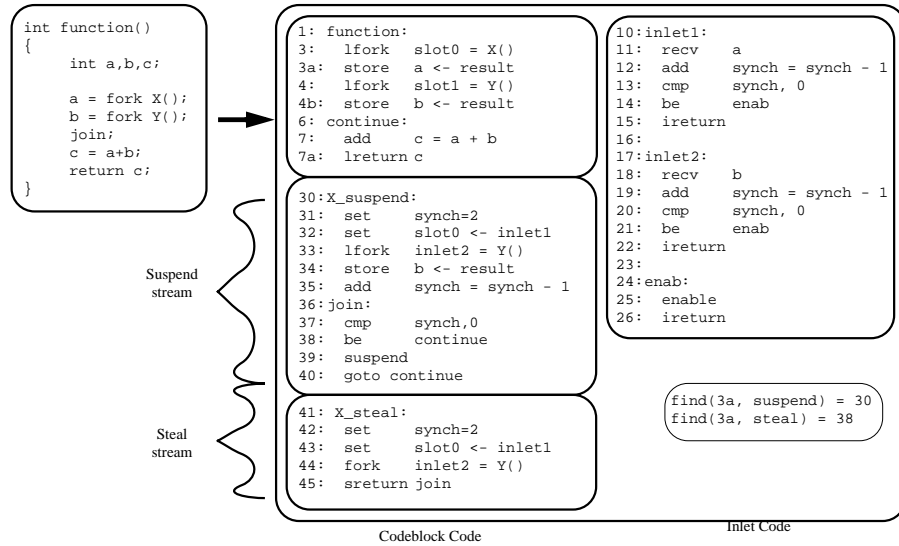 int function()
{
int a,b,c;
a = fork X();
b = fork Y();
join;
c = a+b;
return c;
}
1: function:
3: lfork slot0 = X()
3a: store a <- result
4: lfork slot1 = Y()
4b: store b <- result
6: continue:
7: add c = a + b
7a: lreturn c
30:X_suspend:
31: set synch=2
32: set slot0 <- inlet1
33: lfork inlet2 = Y()
34: store b <- result
35: add synch = synch - 1
36:join:
37: cmp synch,0
38: be continue
39: suspend
40: goto continue
41: X_steal:
42: set synch=2
43: set slot0 <- inlet1
44: fork inlet2 = Y()
45: sreturn join
Suspend
stream
Steal
stream
Codeblock Code
10:inlet1:
11: recv a
12: add synch = synch - 1
13: cmp synch, 0
14: be enab
15: ireturn
16:
17:inlet2:
18: recv b
19: add synch = synch - 1
20: cmp synch, 0
21: be enab
22: ireturn
23:
24:enab:
25: enable
26: ireturn
find(3a, suspend) = 30
find(3a, steal) = 38
Inlet Code